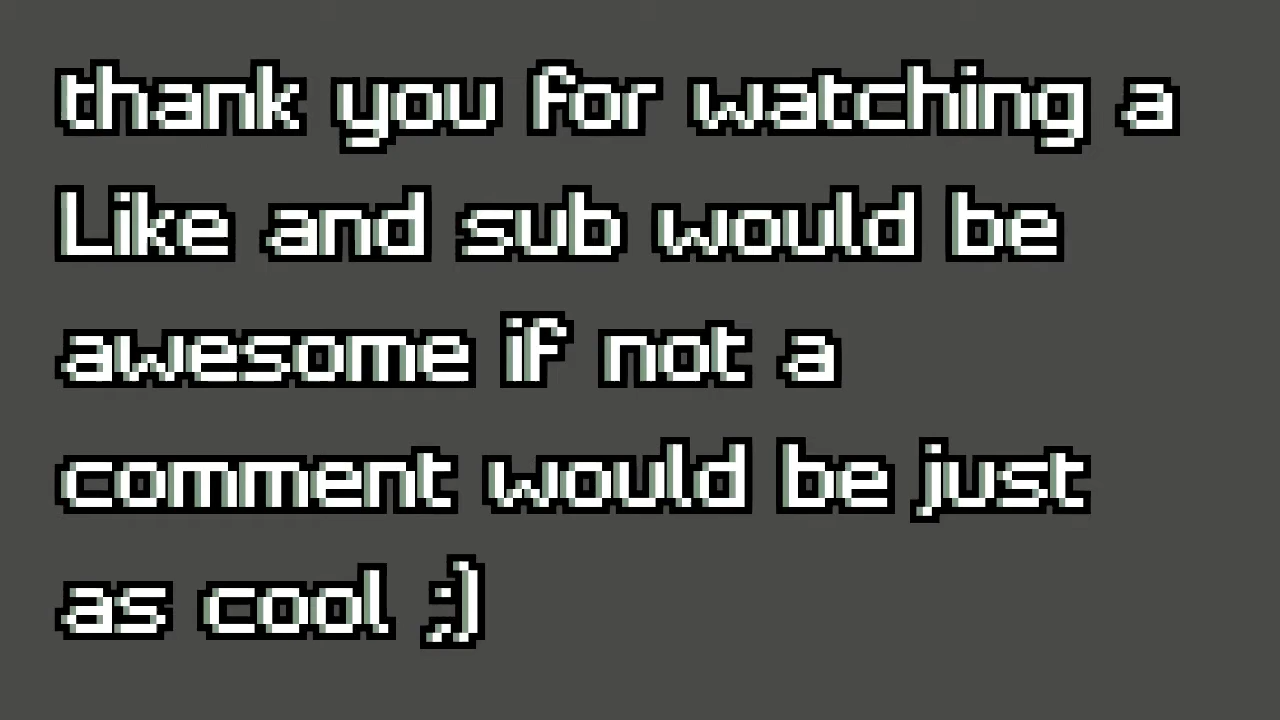 thank you for watching a
Like and sub would be
awesome if not a
comment would be just
as cool ;)